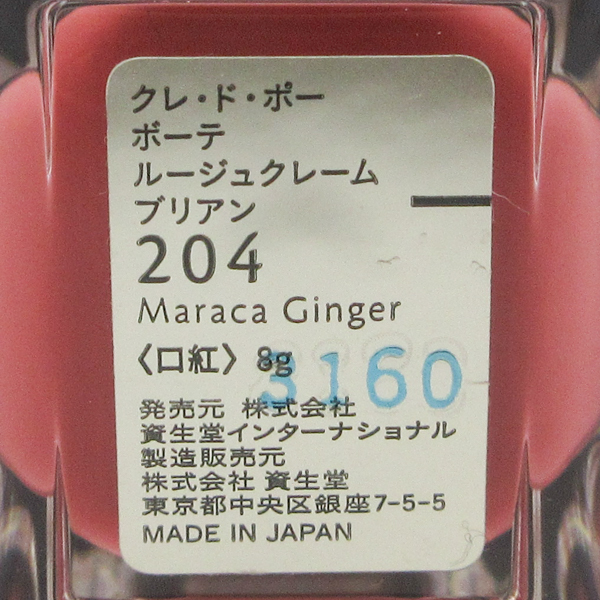 クレ・ド・ポー
ボーテ
ルージュクレーム
ブリアン
204
Maraca Ginger
〈口紅〉 8g
3160
発売元 株式会社
資生堂インターナショナル
製造販売元
株式会社 資生堂
東京都中央区銀座7-5-5
MADE IN JAPAN